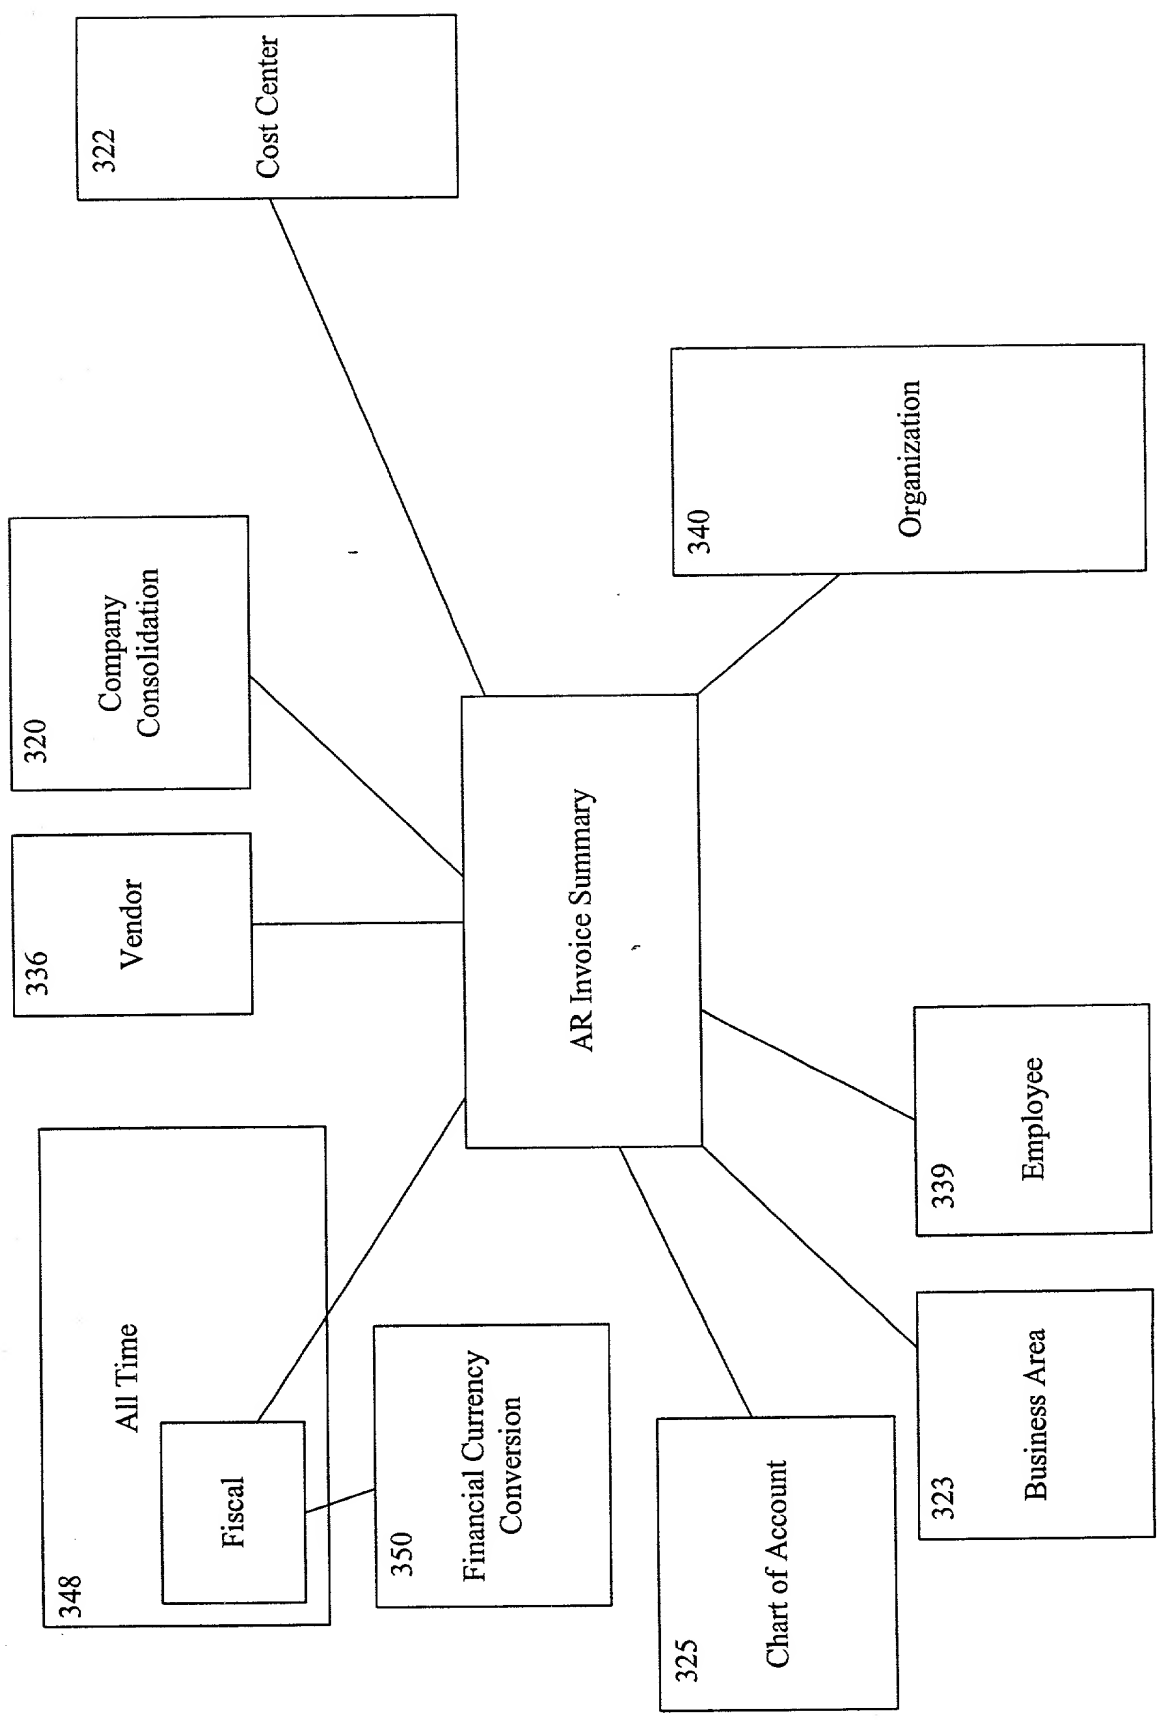 348
All Time
Fiscal
336
Vendor
320
Company
Consolidation
322
Cost Center
350
Financial Currency
Conversion
AR Invoice Summary
340
Organization
325
Chart of Account
323
Business Area
339
Employee